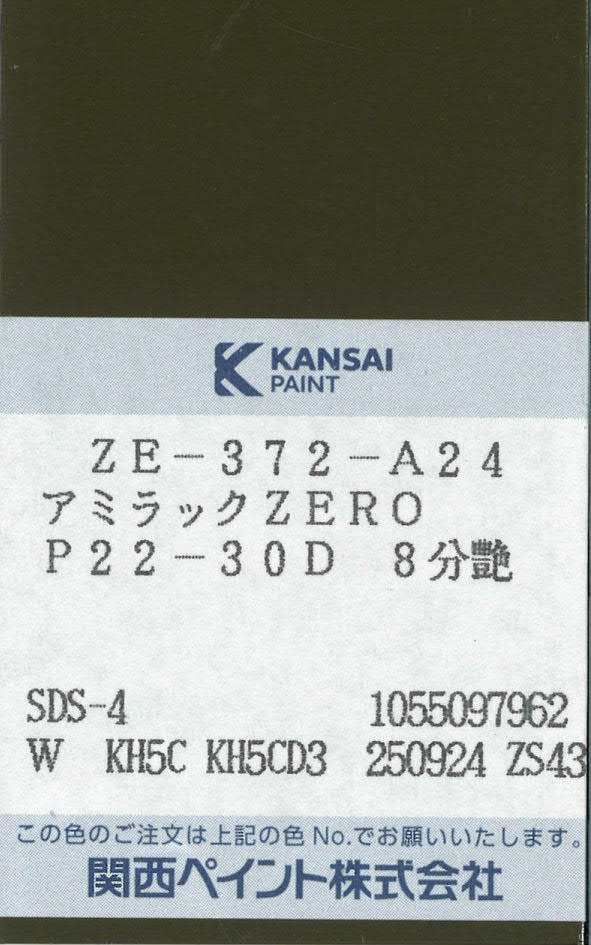 KANSAI
PAINT
ZE-372-A24
アミラックZERO
P22-30D 8分艶
SDS-4 1055097962
W KH5C KH5CD3 250924 ZS43
この色のご注文は上記の色No.でお願いいたします。
関西ペイント株式会社